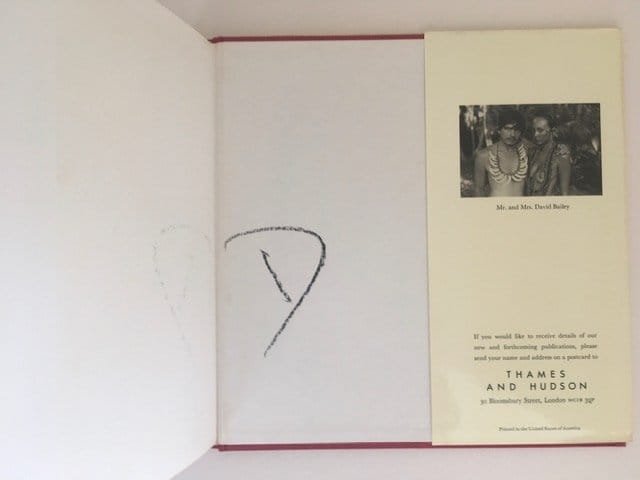 Mr. and Mrs. David Bailey
If you would like to receive details of our
new and forthcoming publications, please
send your name and address on a postcard to
THAMES
AND HUDSON
30 Bloomsbury Street, London WC1B 3QP
Printed in the United States of America